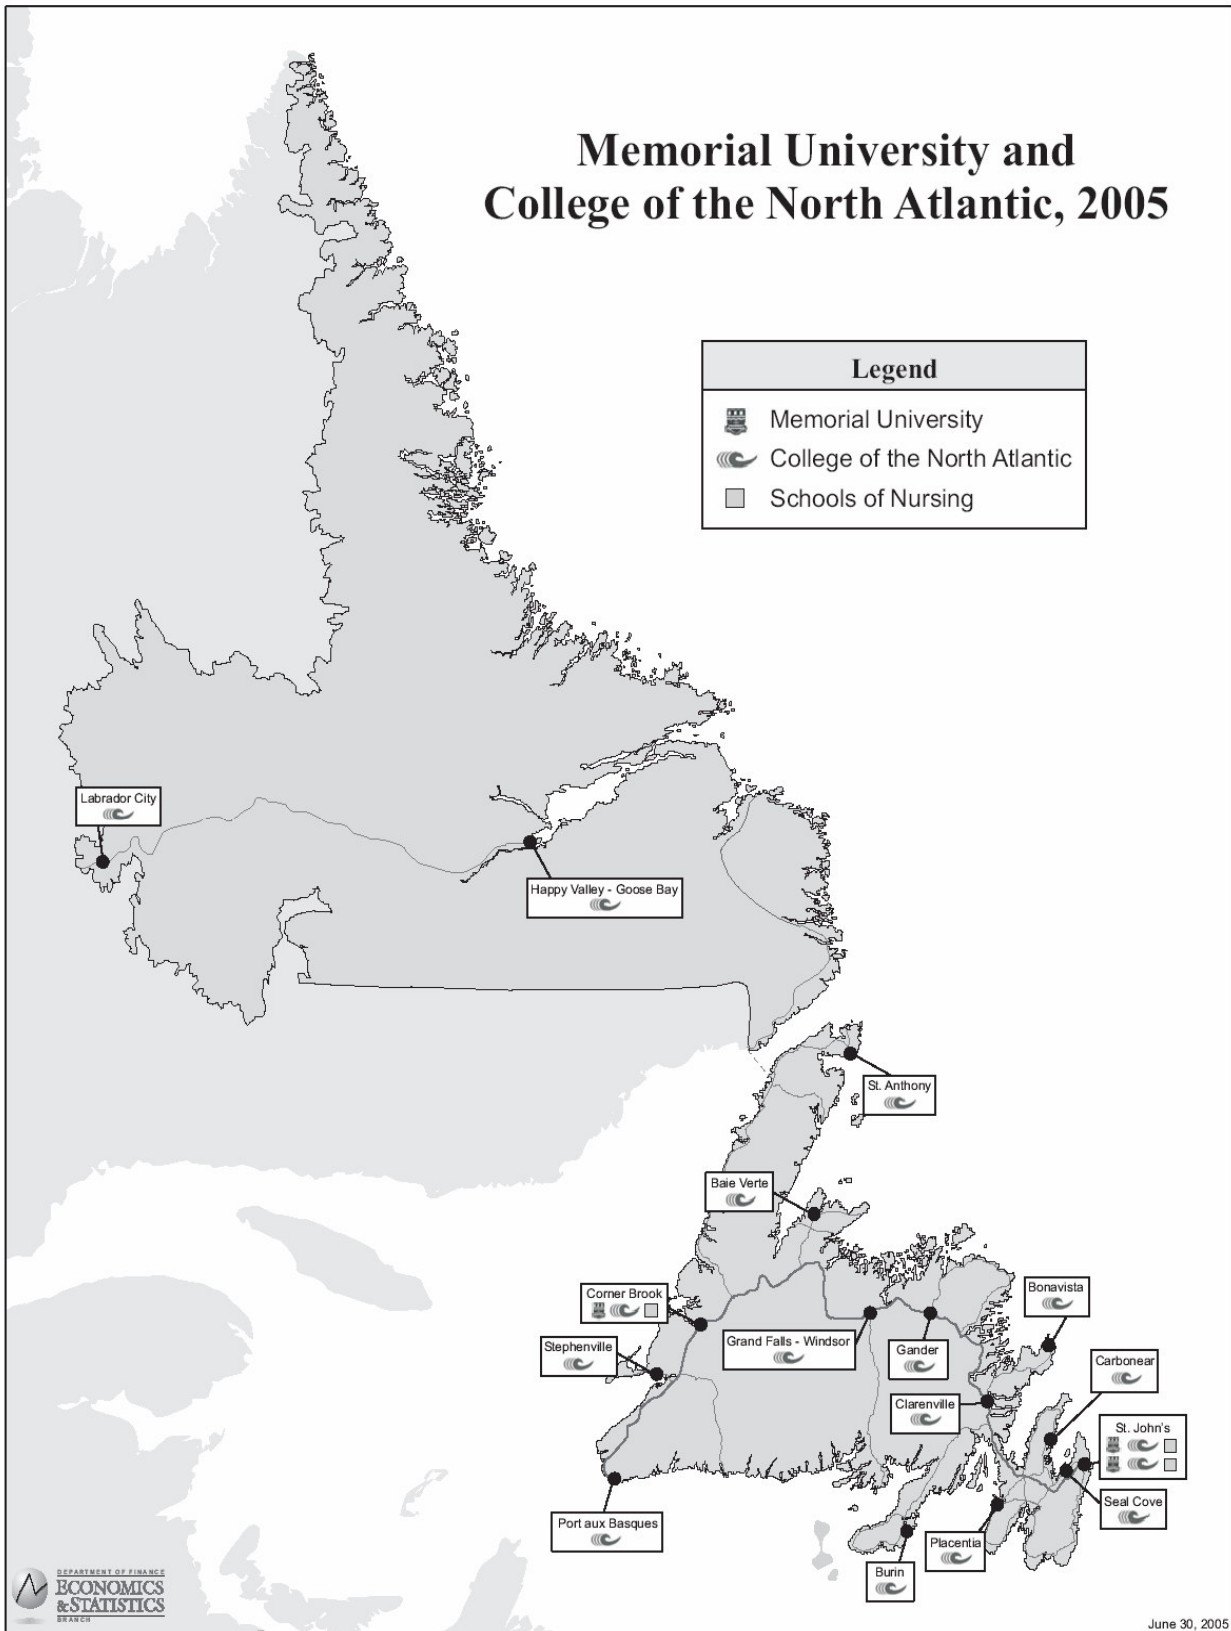 Memorial University and
College of the North Atlantic, 2005
Legend
Memorial University
College of the North Atlantic
Schools of Nursing
Labrador City
Happy Valley - Goose Bay
St. Anthony
Baie Verte
Corner Brook
Bonavista
Stephenville
Grand Falls - Windsor
Gander
Carbonear
Clarenville
St. John's
Seal Cove
Port aux Basques
Placentia
Burin
DEPARTMENT OF FINANCE
ECONOMICS
& STATISTICS
BRANCH
June 30, 2005